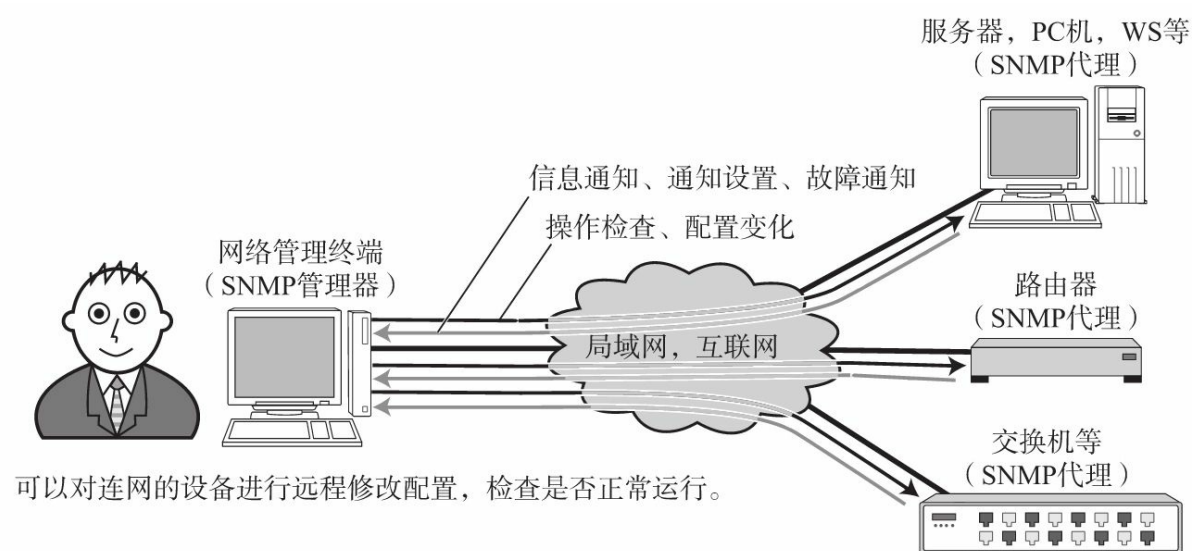 服务器，PC机，WS等
（SNMP代理）
信息通知、通知设置、故障通知
操作检查、配置变化
网络管理终端
（SNMP管理器）
路由器
（SNMP代理）
局域网，互联网
交换机等
（SNMP代理）
可以对连网的设备进行远程修改配置，检查是否正常运行。